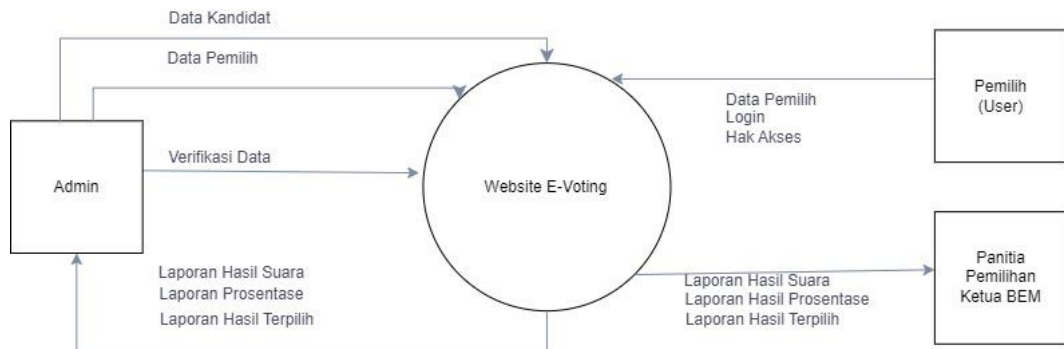 Data Kandidat
Data Pemilih
Verifikasi Data
Admin
Website E-Voting
Pemilih
(User)
Data Pemilih
Login
Hak Akses
Laporan Hasil Suara
Laporan Prosentase
Laporan Hasil Terpilih
Laporan Hasil Suara
Laporan Hasil Prosentase
Laporan Hasil Terpilih
Panitia
Pemilihan
Ketua BEM